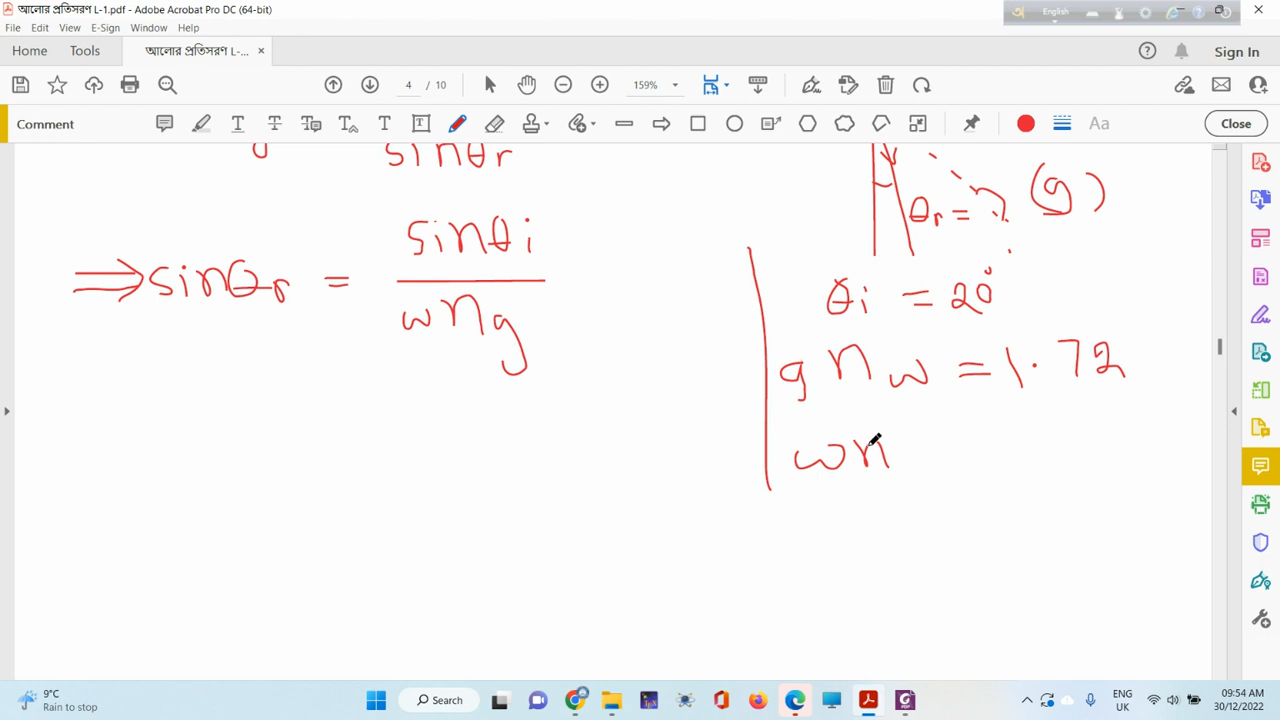 আলোর প্রতিসরণ L-1.pdf - Adobe Acrobat Pro DC (64-bit)
English
File Edit View E-Sign Window Help
Home Tools আলোর প্রতিসরণ L-... × Sign In
4 / 10 159%
Comment Aa Close
sinθr
θr = ? (g)
sinθi
⇒ sinθr =
wng
θi = 20°
gnw = 1.72
wn
9°C
Rain to stop
Search
ENG
UK
09:54 AM
30/12/2022